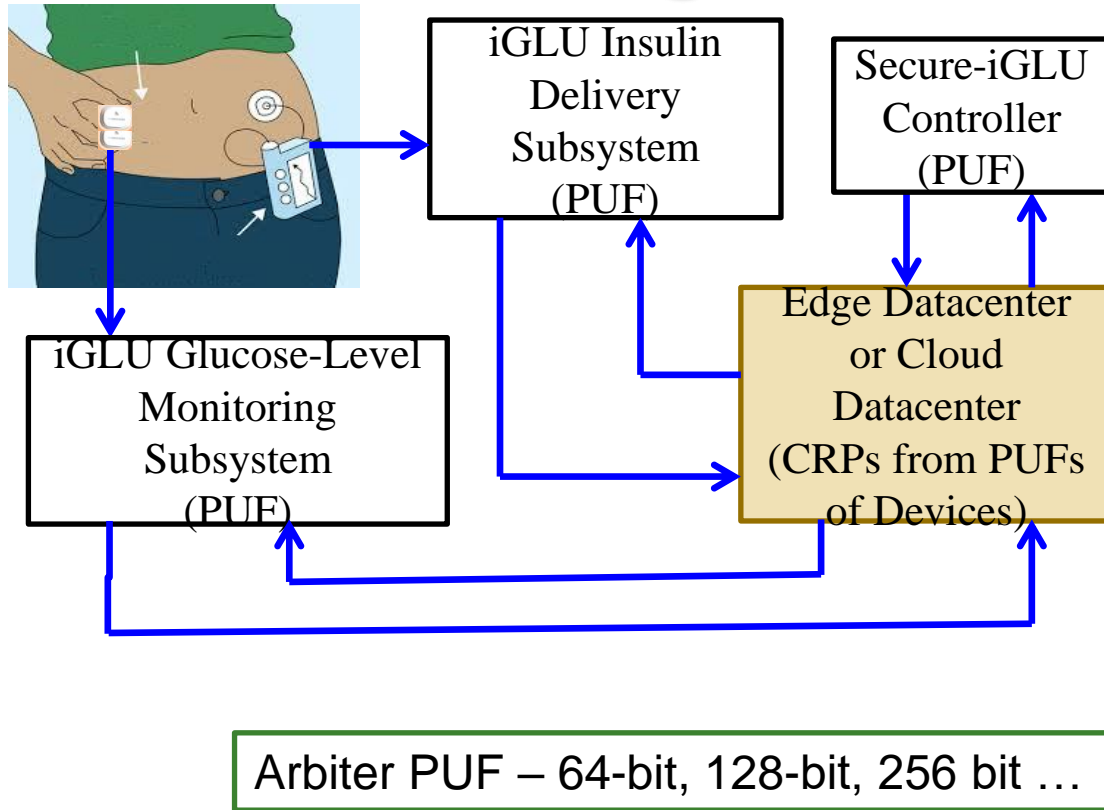 iGLU Insulin
Delivery
Subsystem
(PUF)
Secure-iGLU
Controller
(PUF)
iGLU Glucose-Level
Monitoring
Subsystem
(PUF)
Edge Datacenter
or Cloud
Datacenter
(CRPs from PUFs
of Devices)
Arbiter PUF – 64-bit, 128-bit, 256 bit …